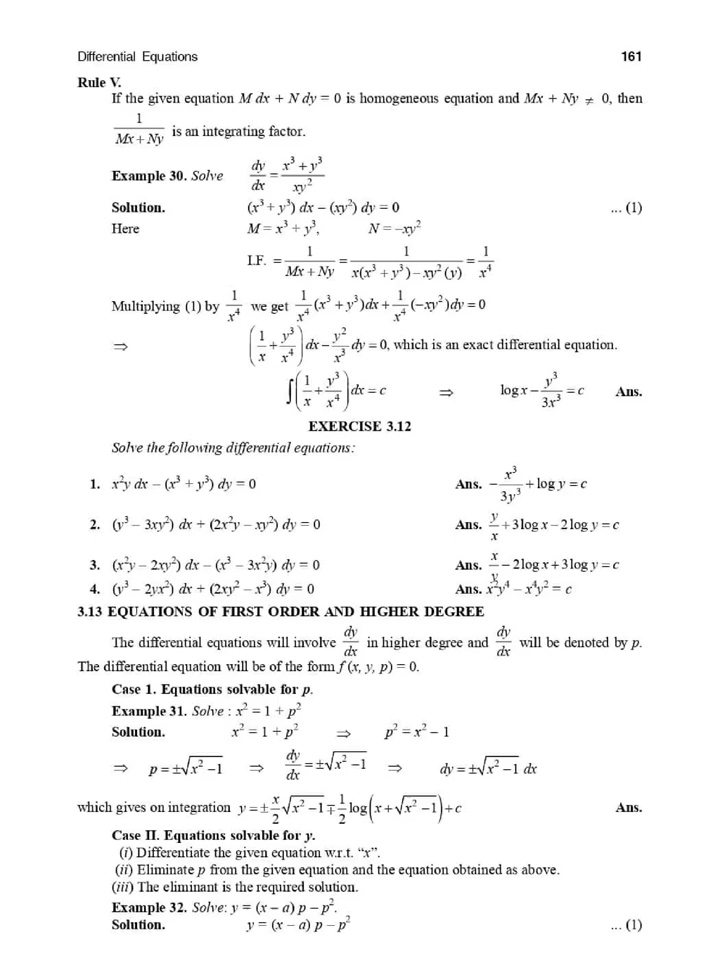 Differential Equations 161
Rule V.
If the given equation M dx + N dy = 0 is homogeneous equation and Mx + Ny ≠ 0, then
1/(Mx + Ny) is an integrating factor.
Example 30. Solve dy/dx = (x³ + y³)/(xy²)
Solution. (x³ + y³) dx – (xy²) dy = 0 ... (1)
Here M = x³ + y³, N = –xy²
I.F. = 1/(Mx + Ny) = 1/(x(x³ + y³) – xy²(y)) = 1/x⁴
Multiplying (1) by 1/x⁴ we get 1/x⁴ (x³ + y³)dx + 1/x⁴ (–xy²)dy = 0
⇒ (1/x + y³/x⁴) dx – y²/x³ dy = 0, which is an exact differential equation.
∫(1/x + y³/x⁴) dx = c ⇒ log x – y³/3x³ = c Ans.
EXERCISE 3.12
Solve the following differential equations:
1. x²y dx – (x³ + y³) dy = 0 Ans. –x³/3y³ + log y = c
2. (y³ – 3xy²) dx + (2x²y – xy²) dy = 0 Ans. y/x + 3 log x – 2 log y = c
3. (x²y – 2xy²) dx – (x³ – 3x²y) dy = 0 Ans. x/y – 2 log x + 3 log y = c
4. (y³ – 2yx²) dx + (2xy² – x³) dy = 0 Ans. x²y⁴ – x⁴y² = c
3.13 EQUATIONS OF FIRST ORDER AND HIGHER DEGREE
The differential equations will involve dy/dx in higher degree and dy/dx will be denoted by p.
The differential equation will be of the form f (x, y, p) = 0.
Case 1. Equations solvable for p.
Example 31. Solve : x² = 1 + p²
Solution. x² = 1 + p² ⇒ p² = x² – 1
⇒ p = ±√(x² – 1) ⇒ dy/dx = ±√(x² – 1) ⇒ dy = ±√(x² – 1) dx
which gives on integration y = ± x/2 √(x² – 1) ∓ 1/2 log(x + √(x² – 1)) + c Ans.
Case II. Equations solvable for y.
(i) Differentiate the given equation w.r.t. “x”.
(ii) Eliminate p from the given equation and the equation obtained as above.
(iii) The eliminant is the required solution.
Example 32. Solve: y = (x – a) p – p².
Solution. y = (x – a) p – p² ... (1)